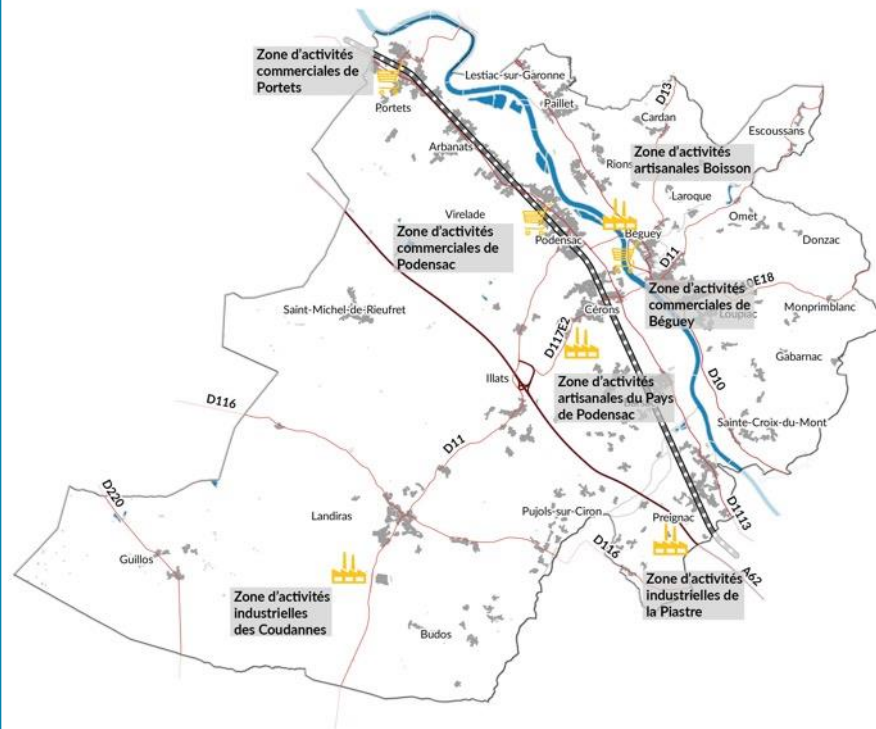 Zone d'activités
commerciales de
Portets
Lestiac-sur-Garonne
Portets
Paillet
D13
Cardan
Escoussans
Arbanats
Rions
Zone d'activités
artisanales Boisson
Laroque
Virelade
Omet
Zone d'activités
commerciales de
Podensac
Podensac
Béguey
Donzac
D11
Zone d'activités
commerciales de
Béguey
0E18
Loupiac
Monprimblanc
Saint-Michel-de-Rieufret
Cérons
D117E2
Gabarnac
Illats
Zone d'activités
artisanales du Pays
de Podensac
D10
D116
Sainte-Croix-du-Mont
D11
D220
Landiras
Pujols-sur-Ciron
Preignac
D1113
Guillos
D116
A62
Zone d'activités
industrielles de
la Piastre
Zone d'activités
industrielles
des Coudannes
Budos